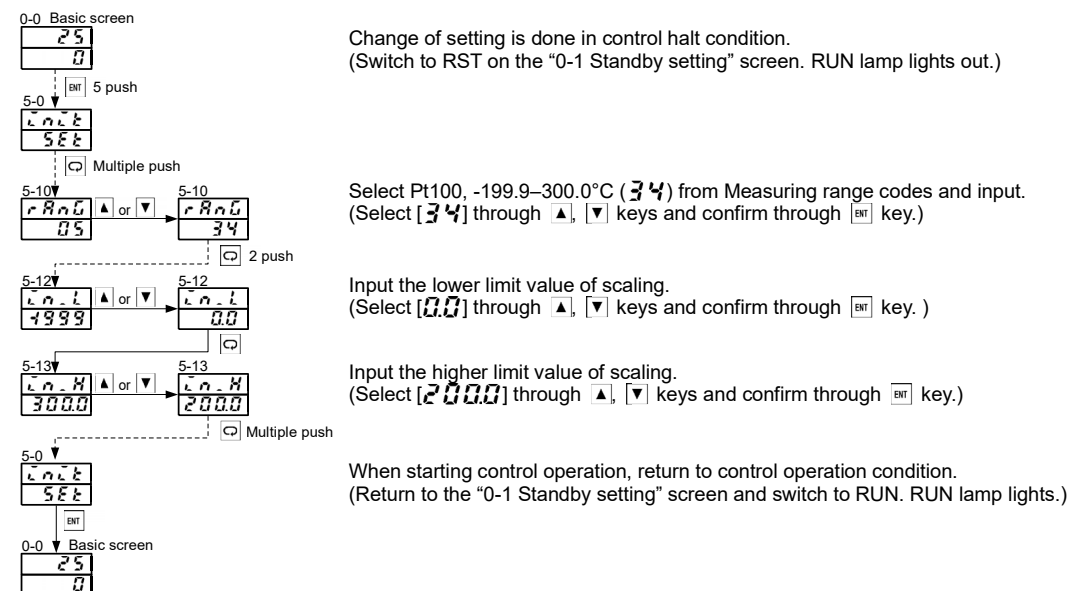 0-0 Basic screen
25
0
Change of setting is done in control halt condition.
(Switch to RST on the “0-1 Standby setting” screen. RUN lamp lights out.)
ENT 5 push
5-0
init
SEt
Multiple push
5-10
rAnG
05
▲ or ▼
5-10
rAnG
34
Select Pt100, -199.9–300.0°C (34) from Measuring range codes and input.
(Select [34] through ▲, ▼ keys and confirm through ENT key.)
2 push
5-12
in_L
-1999
▲ or ▼
5-12
in_L
0.0
Input the lower limit value of scaling.
(Select [0.0] through ▲, ▼ keys and confirm through ENT key. )
5-13
in_H
300.0
▲ or ▼
5-13
in_H
200.0
Input the higher limit value of scaling.
(Select [200.0] through ▲, ▼ keys and confirm through ENT key.)
Multiple push
5-0
init
SEt
When starting control operation, return to control operation condition.
(Return to the “0-1 Standby setting” screen and switch to RUN. RUN lamp lights.)
ENT
0-0 Basic screen
25
0